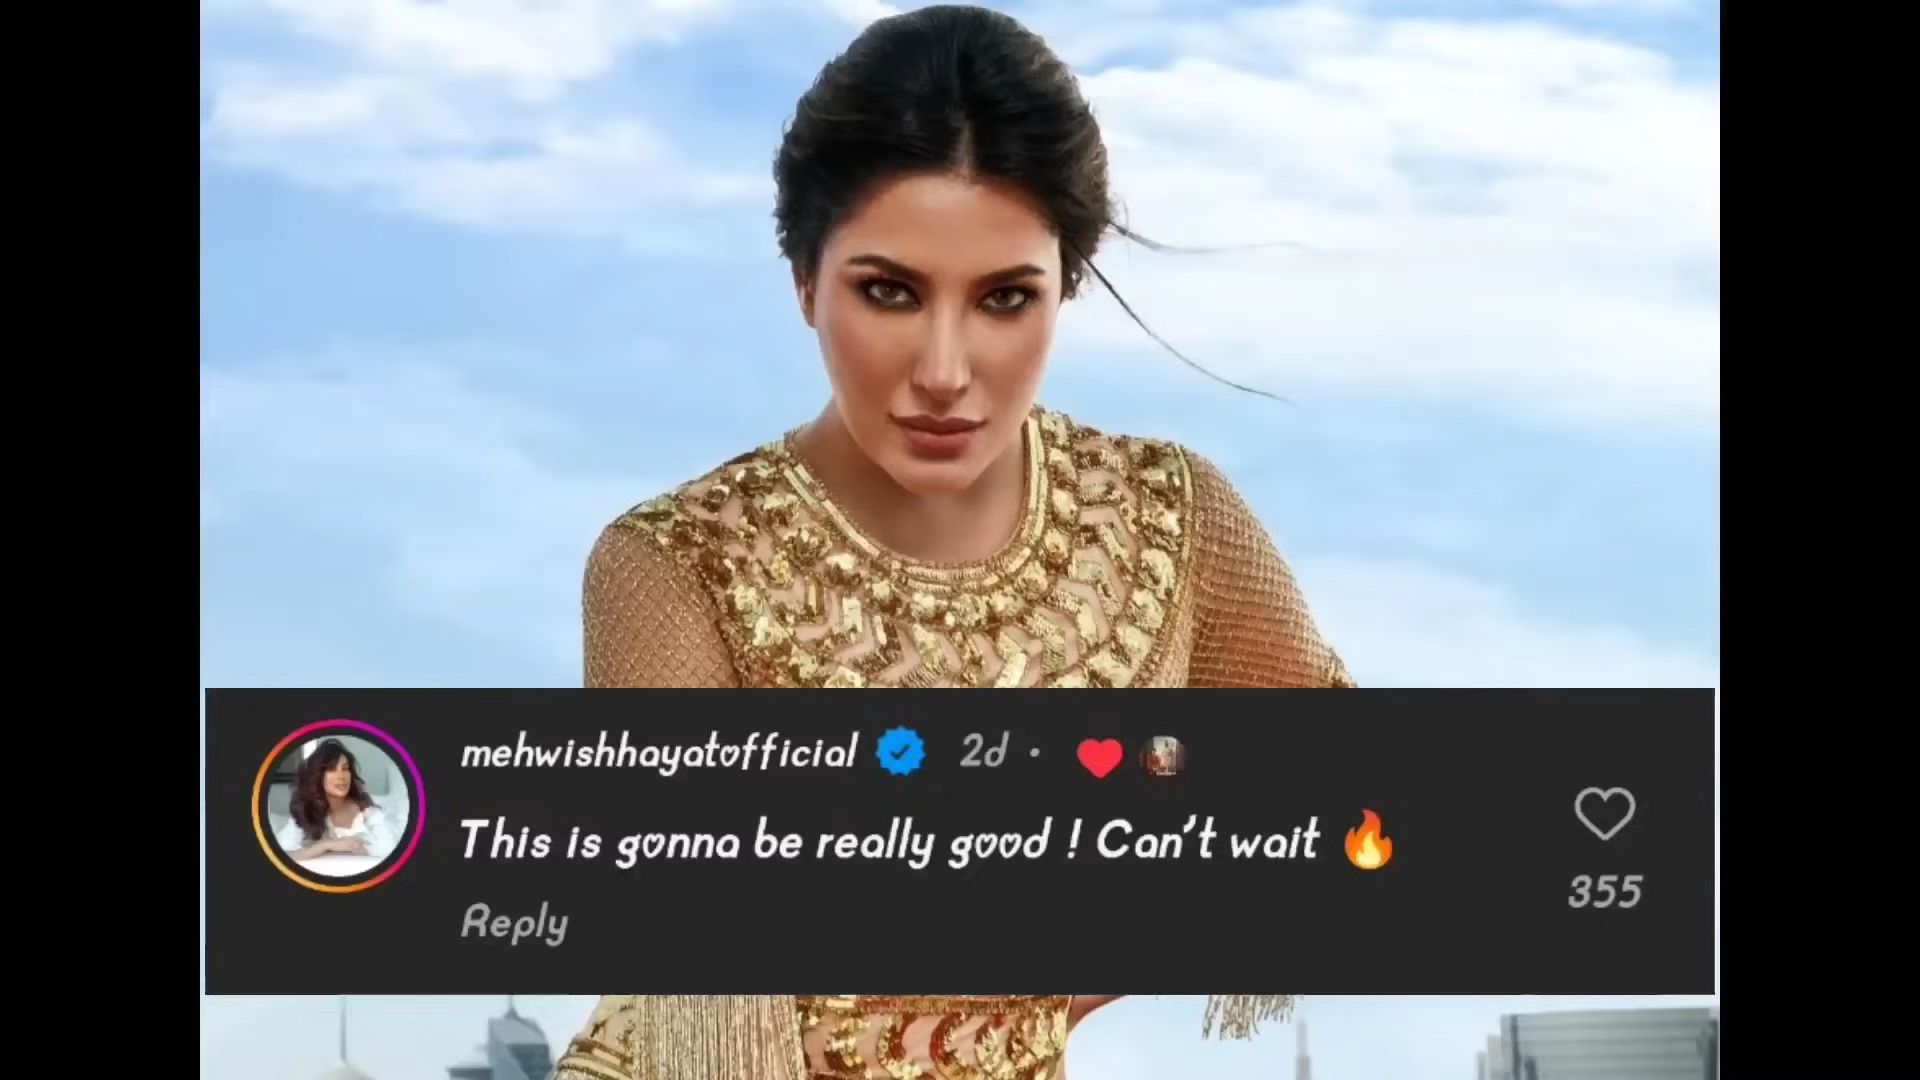 mehwishhayatofficial 2d •
This is gonna be really good ! Can't wait 🔥
Reply
355